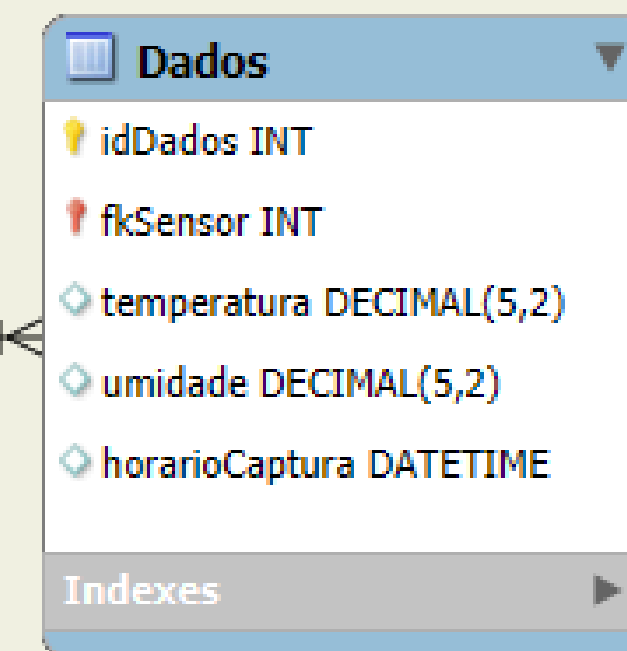 Dados
idDados INT
fkSensor INT
temperatura DECIMAL(5,2)
umidade DECIMAL(5,2)
horarioCaptura DATETIME
Indexes